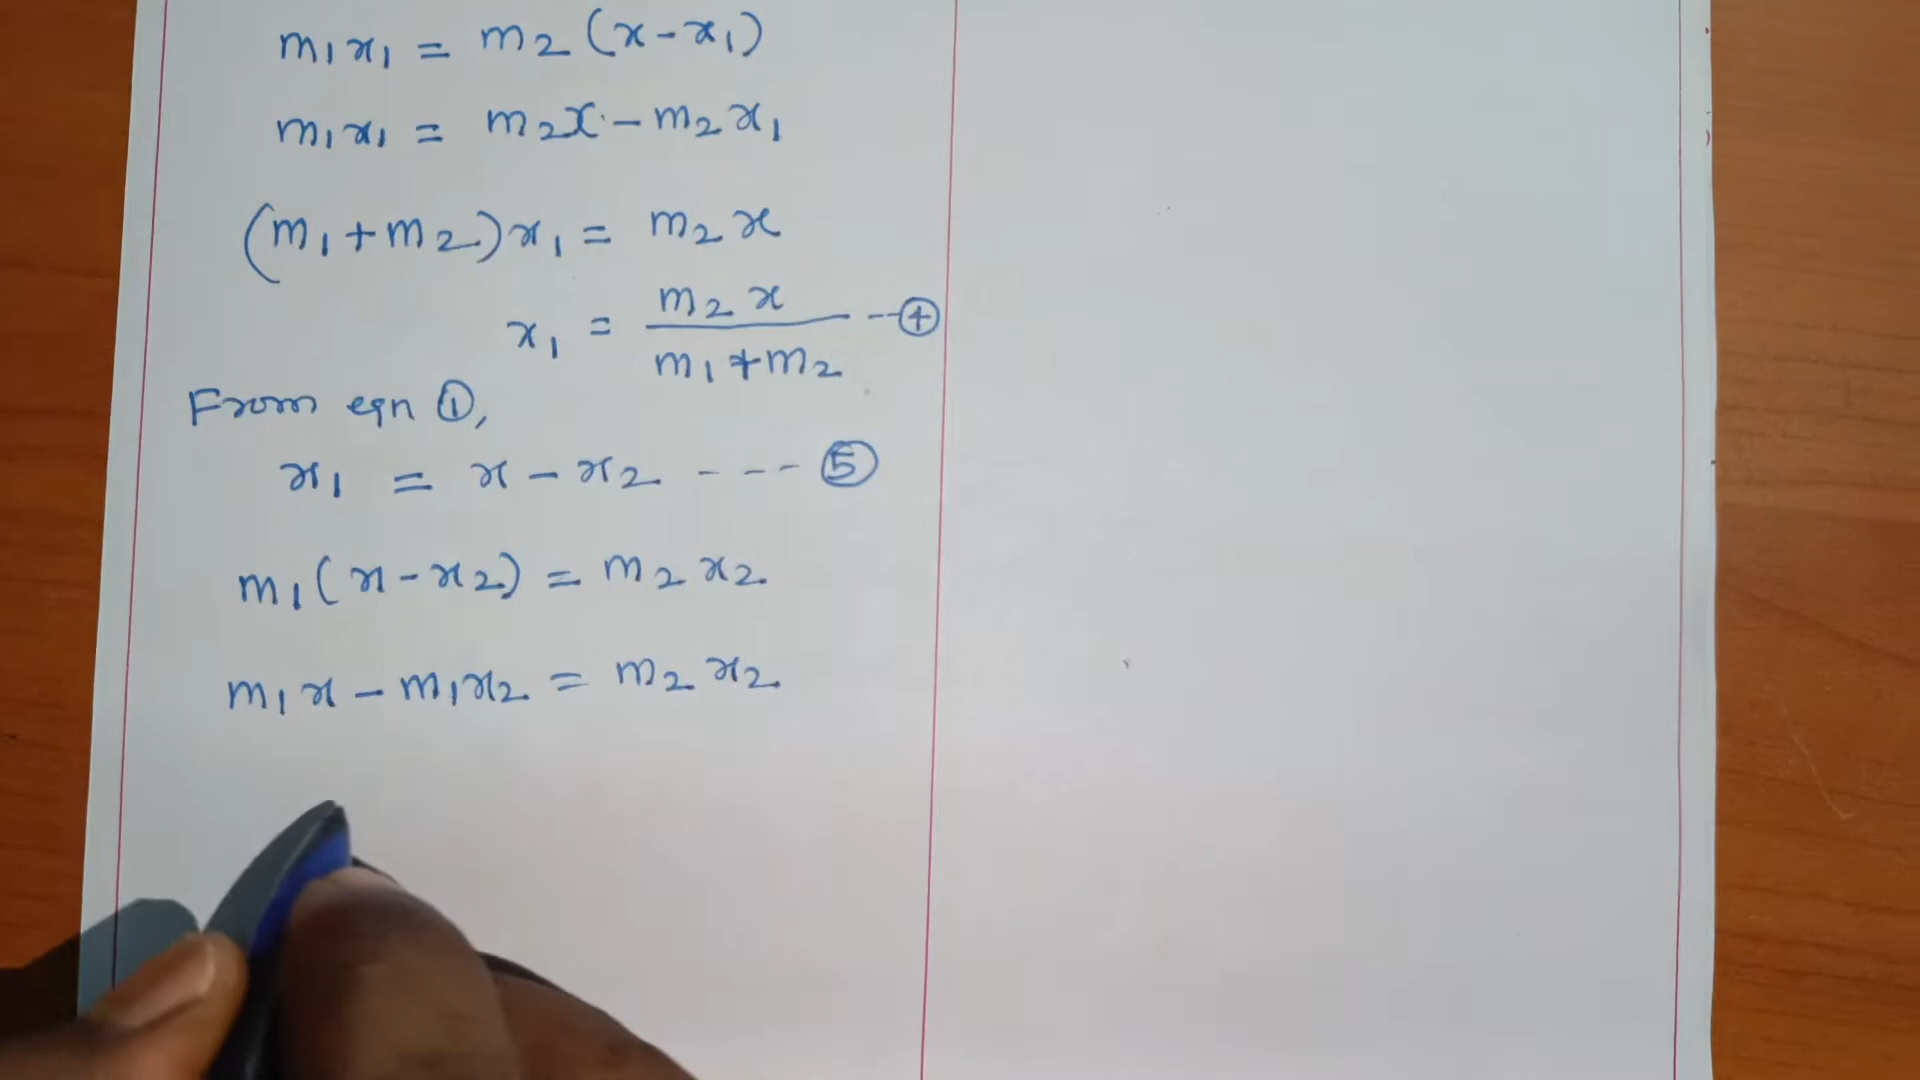 m₁x₁ = m₂(x-x₁)
m₁x₁ = m₂x - m₂x₁
(m₁+m₂)x₁ = m₂x
x₁ = m₂x / m₁+m₂ --④
From eqn ①,
x₁ = x - x₂ ---⑤
m₁(x-x₂) = m₂x₂
m₁x - m₁x₂ = m₂x₂